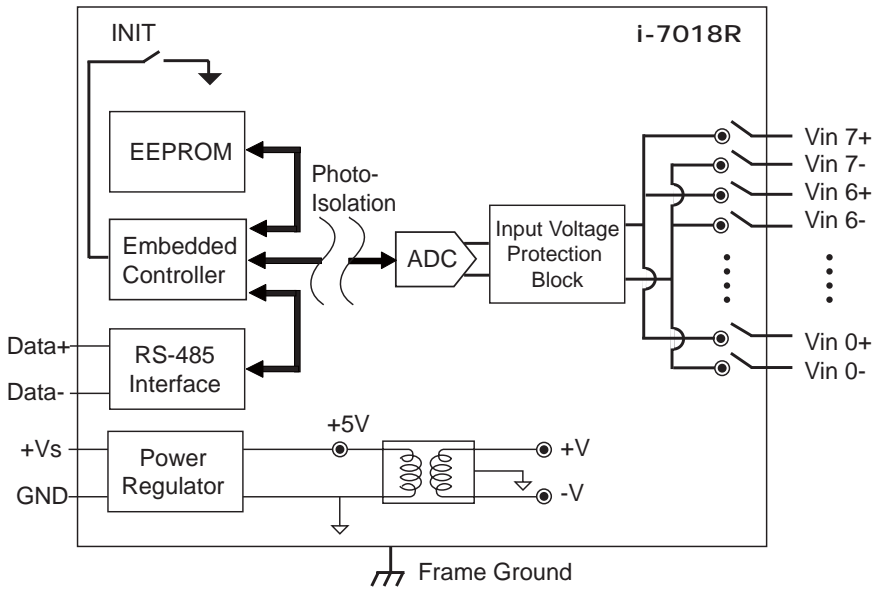 INIT
i-7018R
EEPROM
Photo-
Isolation
Vin 7+
Vin 7-
Vin 6+
Vin 6-
Embedded
Controller
ADC
Input Voltage
Protection
Block
Data+
Data-
RS-485
Interface
Vin 0+
Vin 0-
+5V
+Vs
GND
Power
Regulator
+V
-V
Frame Ground